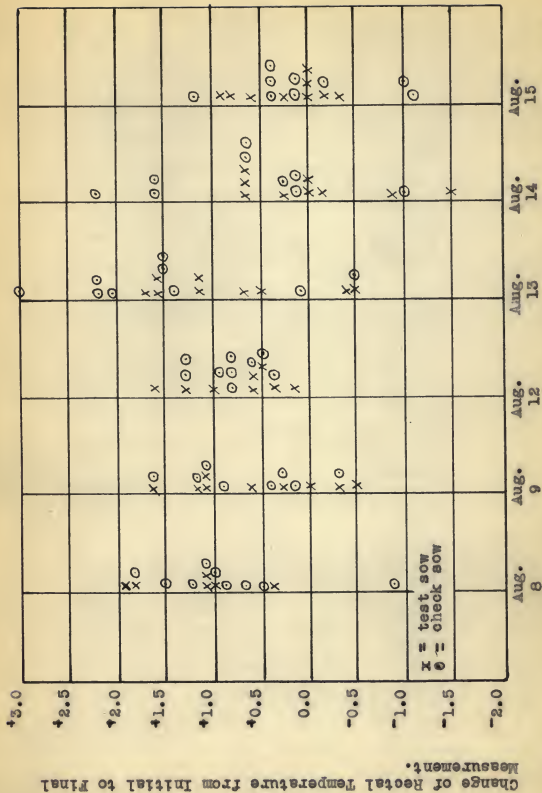 Change of Rectal Temperature from Initial to Final
Measurement.
+3.0
+2.5
+2.0
+1.5
+1.0
+0.5
0.0
-0.5
-1.0
-1.5
-2.0
x = test sow
⊙ = check sow
Aug. Aug. Aug. Aug. Aug. Aug.
8 9 12 13 14 15